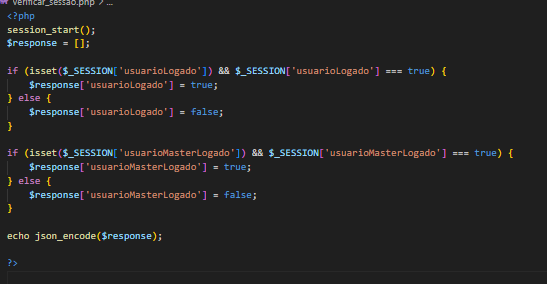 verificar_sessao.php > ...
<?php
session_start();
$response = [];
if (isset($_SESSION['usuarioLogado']) && $_SESSION['usuarioLogado'] === true) {
$response['usuarioLogado'] = true;
} else {
$response['usuarioLogado'] = false;
}
if (isset($_SESSION['usuarioMasterLogado']) && $_SESSION['usuarioMasterLogado'] === true) {
$response['usuarioMasterLogado'] = true;
} else {
$response['usuarioMasterLogado'] = false;
}
echo json_encode($response);
?>